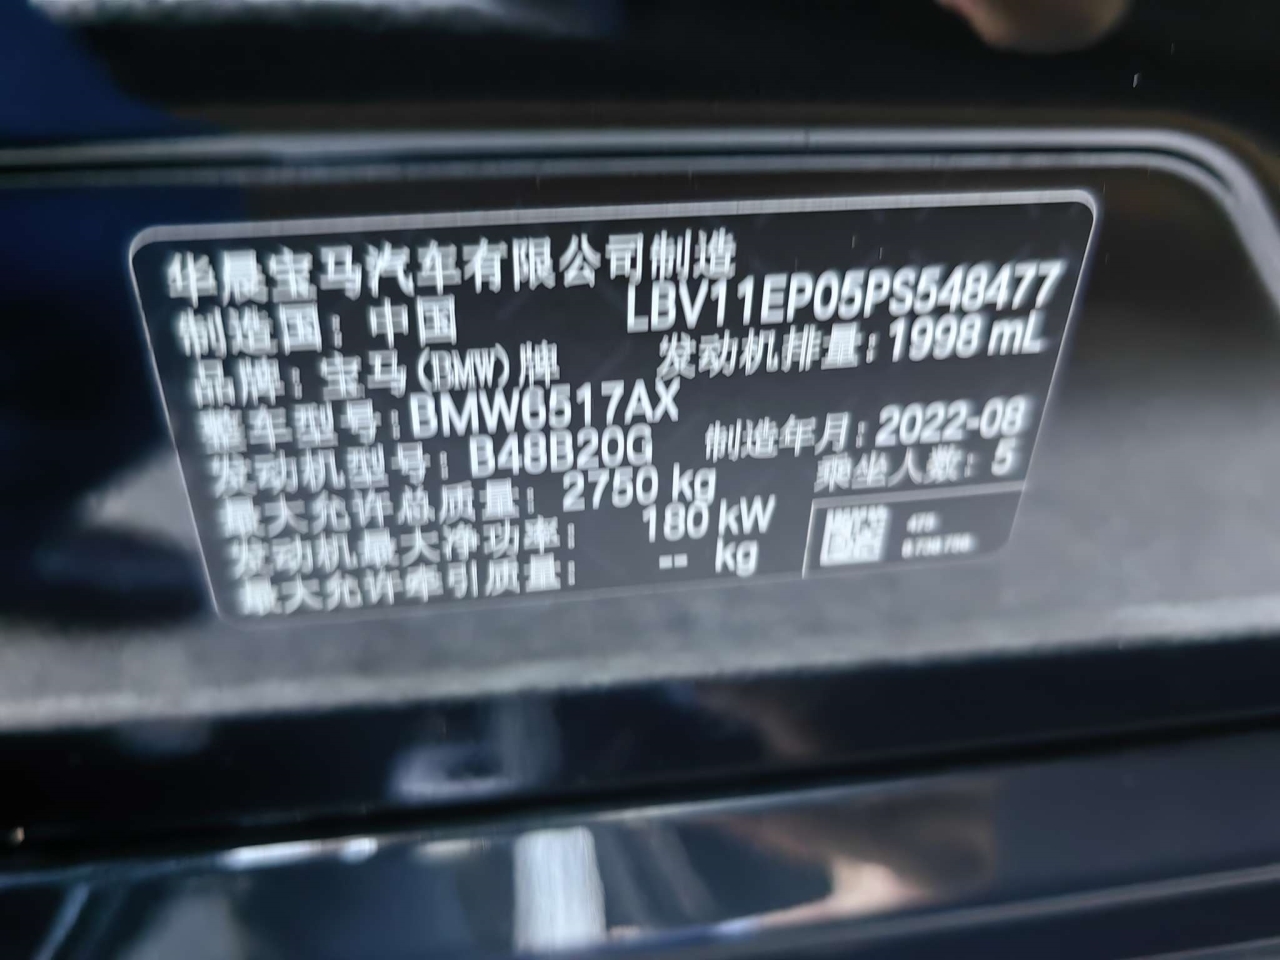 华晨宝马汽车有限公司制造
制造国：中国 LBV11EP05PS548477
品牌：宝马(BMW)牌 发动机排量：1998 mL
整车型号：BMW6517AX
发动机型号：B48B20G 制造年月：2022-08
最大允许总质量：2750 kg 乘坐人数：5
发动机最大净功率：180 kW
最大允许牵引质量：-- kg